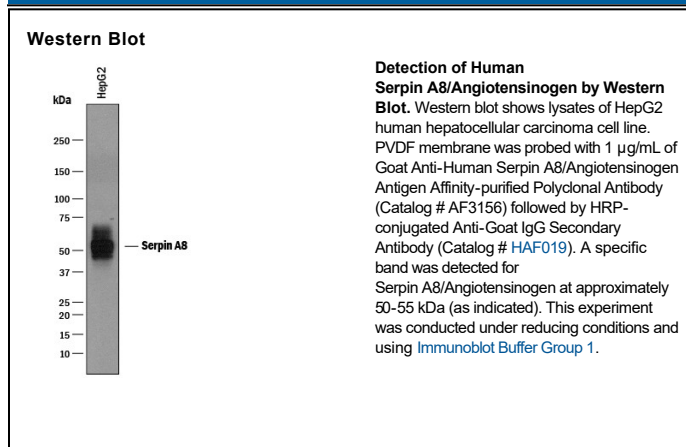 Western Blot
HepG2
kDa
250
150
100
75
50
37
25
20
15
10
Serpin A8
Detection of Human
Serpin A8/Angiotensinogen by Western
Blot. Western blot shows lysates of HepG2
human hepatocellular carcinoma cell line.
PVDF membrane was probed with 1 µg/mL of
Goat Anti-Human Serpin A8/Angiotensinogen
Antigen Affinity-purified Polyclonal Antibody
(Catalog # AF3156) followed by HRP-
conjugated Anti-Goat IgG Secondary
Antibody (Catalog # HAF019). A specific
band was detected for
Serpin A8/Angiotensinogen at approximately
50-55 kDa (as indicated). This experiment
was conducted under reducing conditions and
using Immunoblot Buffer Group 1.